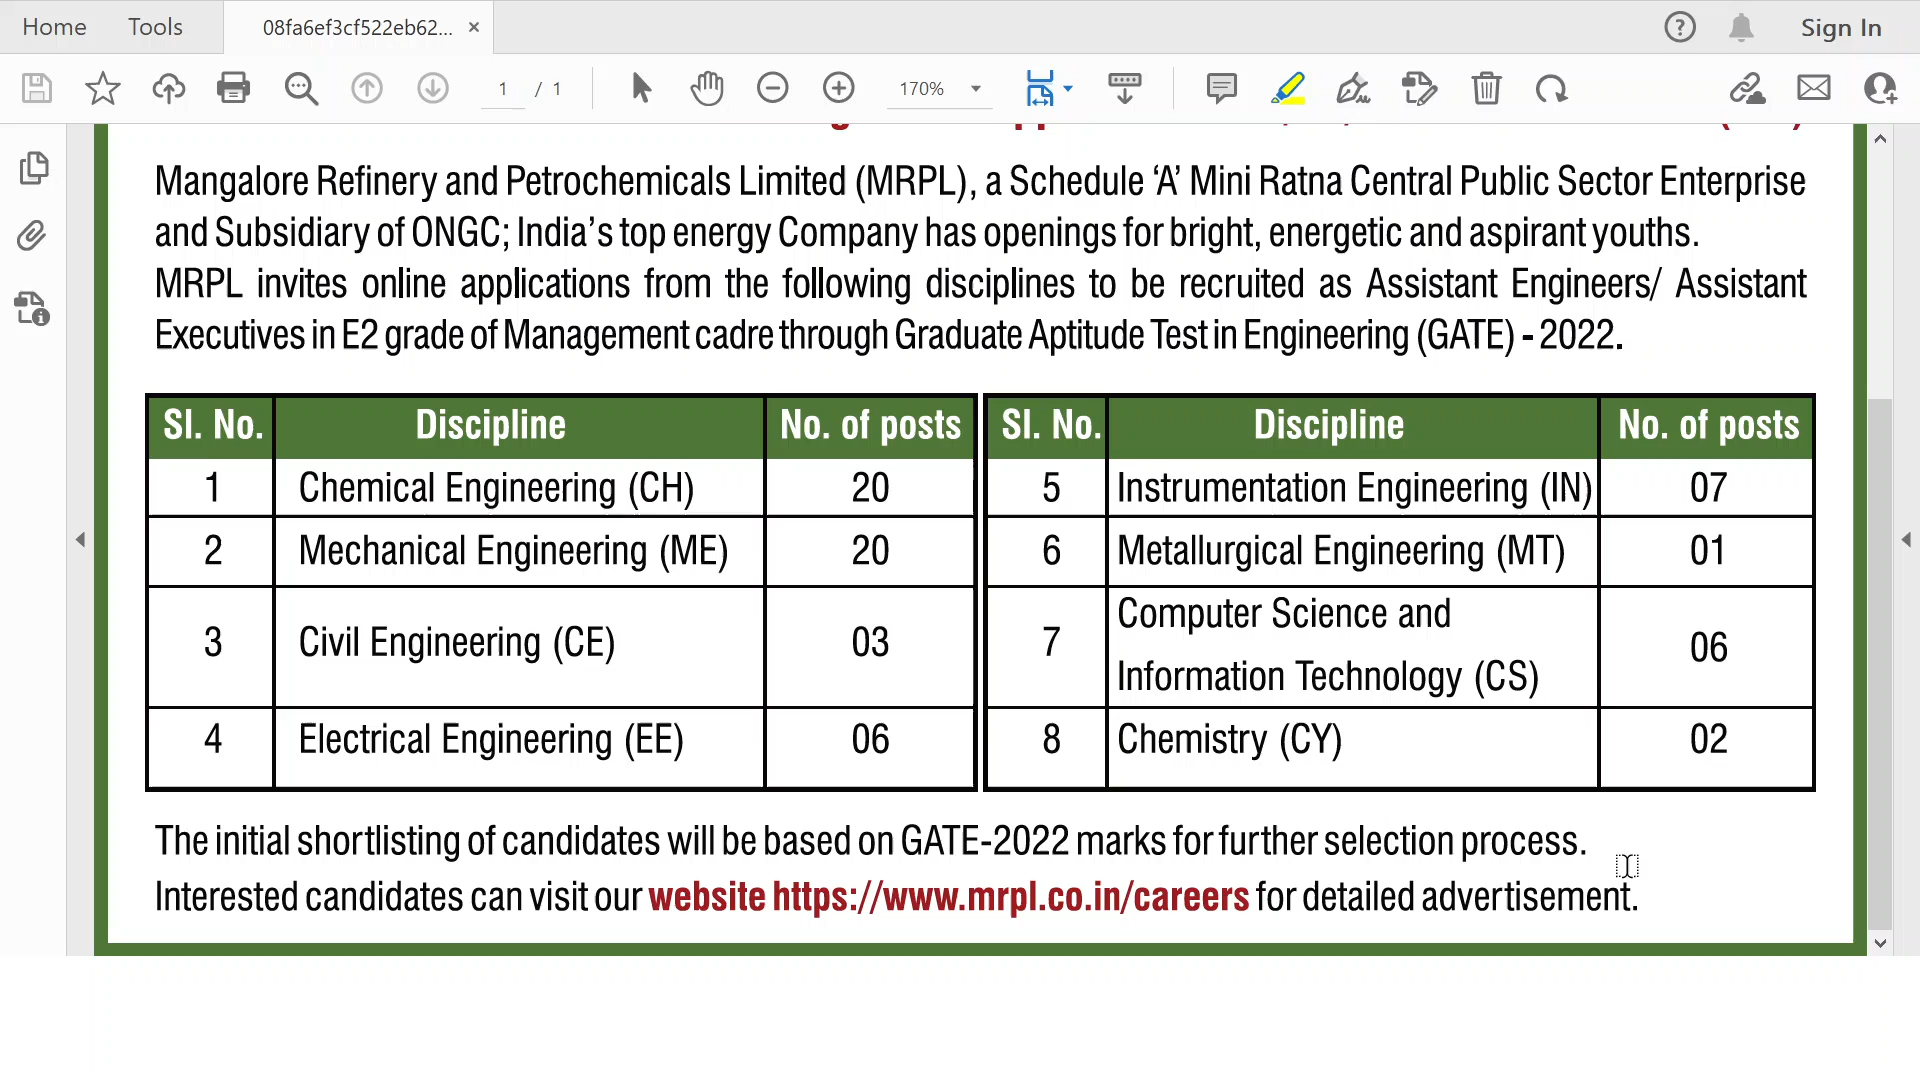 Home Tools 08fa6ef3cf522eb62... × Sign In
1 / 1 170%
Mangalore Refinery and Petrochemicals Limited (MRPL), a Schedule ‘A’ Mini Ratna Central Public Sector Enterprise
and Subsidiary of ONGC; India’s top energy Company has openings for bright, energetic and aspirant youths.
MRPL invites online applications from the following disciplines to be recruited as Assistant Engineers/ Assistant
Executives in E2 grade of Management cadre through Graduate Aptitude Test in Engineering (GATE) - 2022.
Sl. No. Discipline No. of posts Sl. No. Discipline No. of posts
1 Chemical Engineering (CH) 20 5 Instrumentation Engineering (IN) 07
2 Mechanical Engineering (ME) 20 6 Metallurgical Engineering (MT) 01
3 Civil Engineering (CE) 03 7 Computer Science and
Information Technology (CS) 06
4 Electrical Engineering (EE) 06 8 Chemistry (CY) 02
The initial shortlisting of candidates will be based on GATE-2022 marks for further selection process.
Interested candidates can visit our website https://www.mrpl.co.in/careers for detailed advertisement.